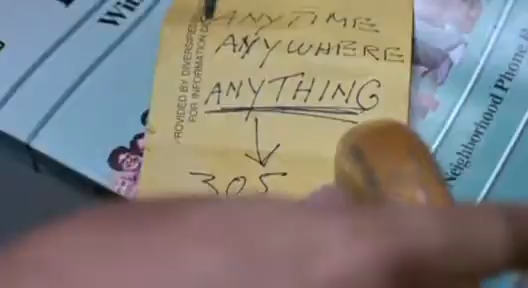 ANYTIME
ANYWHERE
ANYTHING
305
PROVIDED BY DIVERSIFIED
FOR INFORMATION
Neighborhood Phone